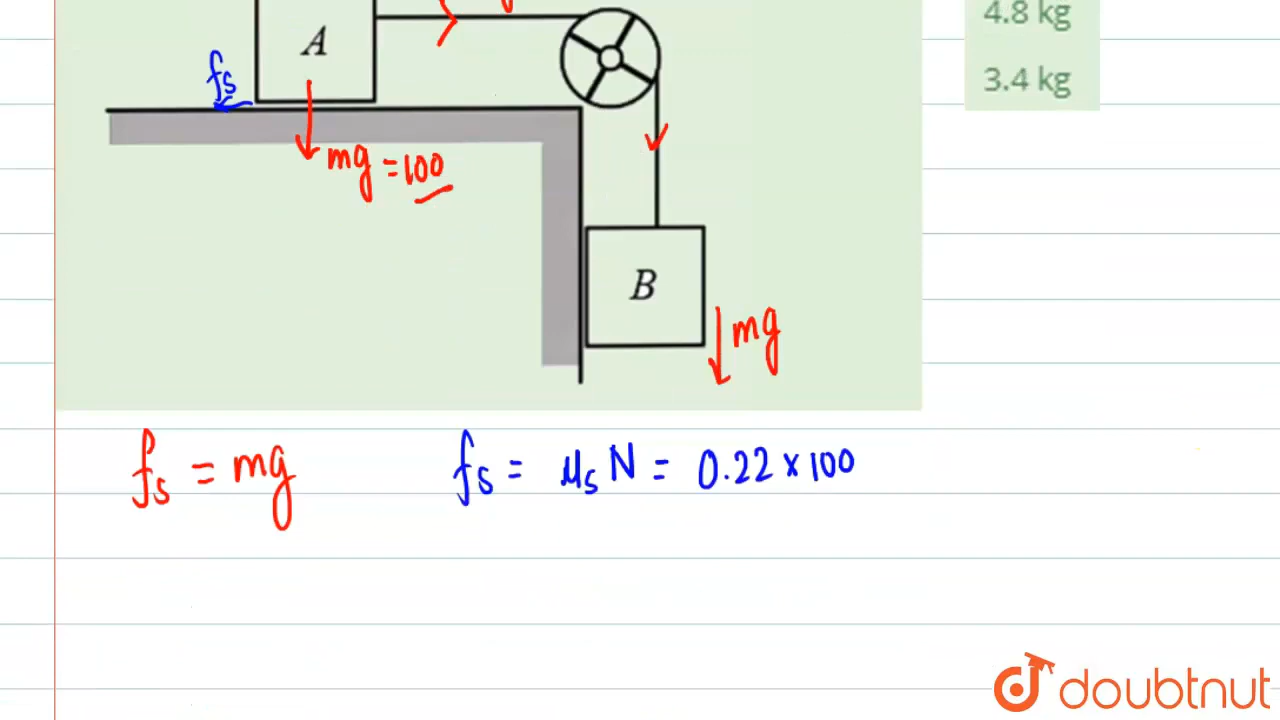 4.8 kg
A
fs
3.4 kg
mg = 100
B
mg
fs = mg
fs = μs N = 0.22 × 100
doubtnut